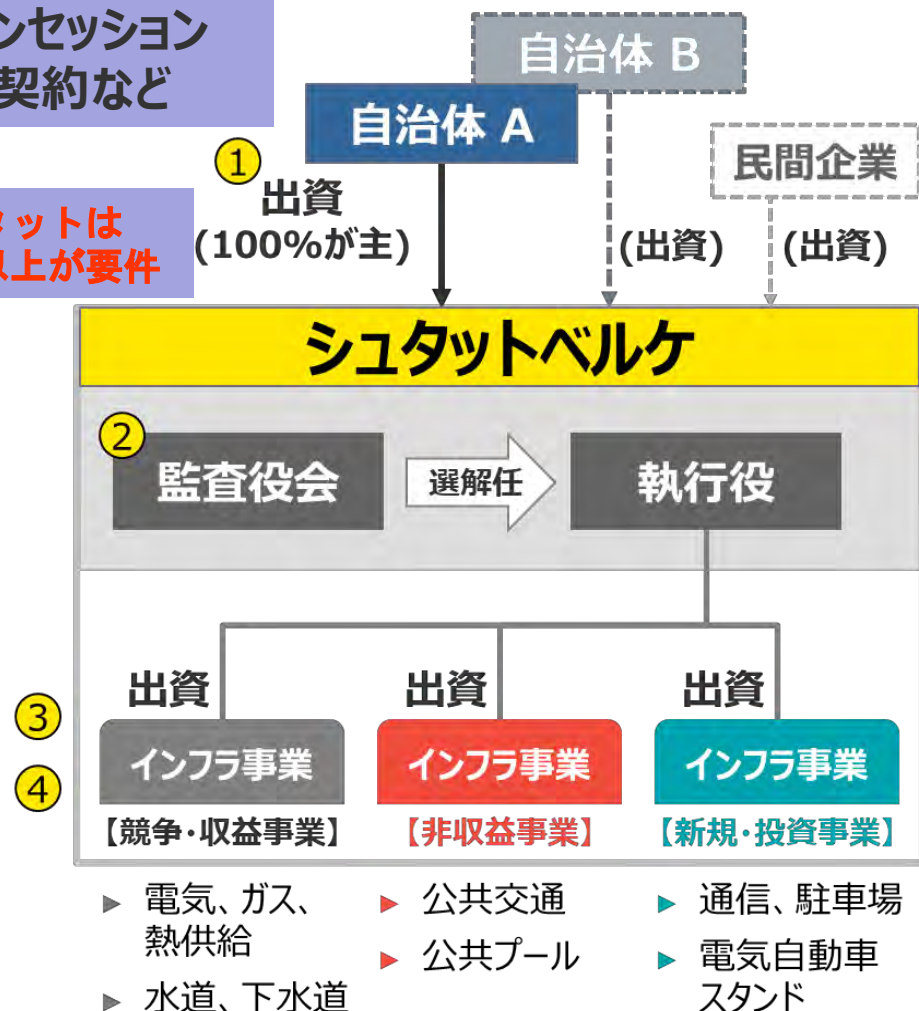 ンセッション
契約など
自治体 B
自治体 A
民間企業
①
出資
(100%が主)
(出資)
(出資)
タットは
以上が要件
シュタットベルケ
②
監査役会
選解任
執行役
出資
出資
出資
③
インフラ事業
インフラ事業
インフラ事業
④
【競争・収益事業】
【非収益事業】
【新規・投資事業】
▶ 電気、ガス、
熱供給
▶ 水道、下水道
▶ 公共交通
▶ 公共プール
▶ 通信、駐車場
▶ 電気自動車
スタンド